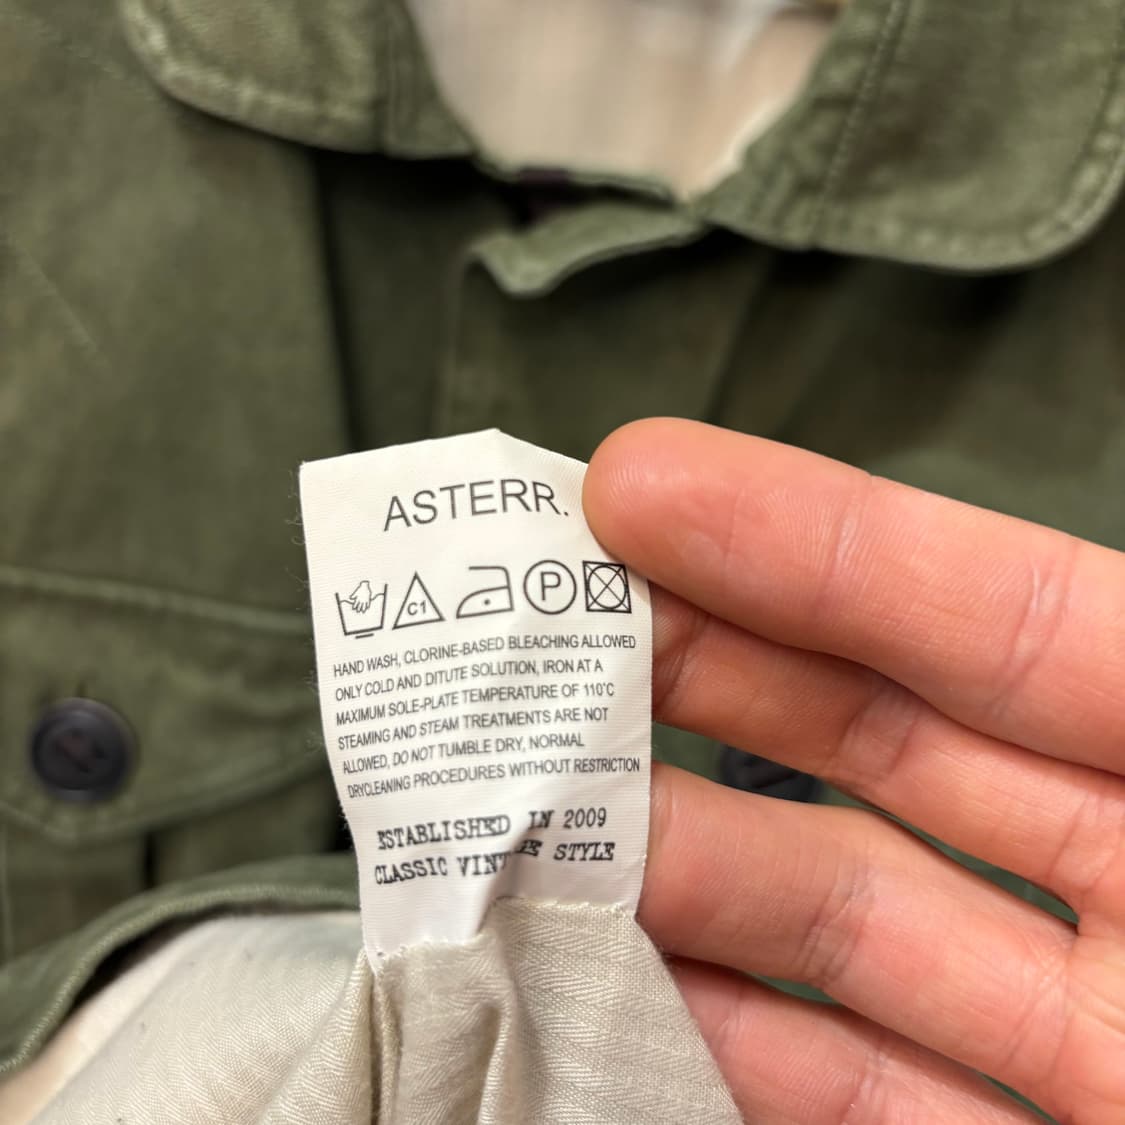 ASTERR.
C1 P
HAND WASH, CLORINE-BASED BLEACHING ALLOWED
ONLY COLD AND DITUTE SOLUTION, IRON AT A
MAXIMUM SOLE-PLATE TEMPERATURE OF 110°C
STEAMING AND STEAM TREATMENTS ARE NOT
ALLOWED, DO NOT TUMBLE DRY, NORMAL
DRYCLEANING PROCEDURES WITHOUT RESTRICTION
ESTABLISHED IN 2009
CLASSIC STYLE